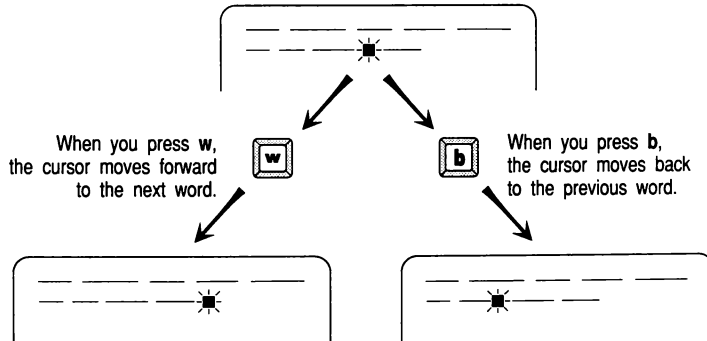 When you press w,
the cursor moves forward
to the next word.
w
b
When you press b,
the cursor moves back
to the previous word.